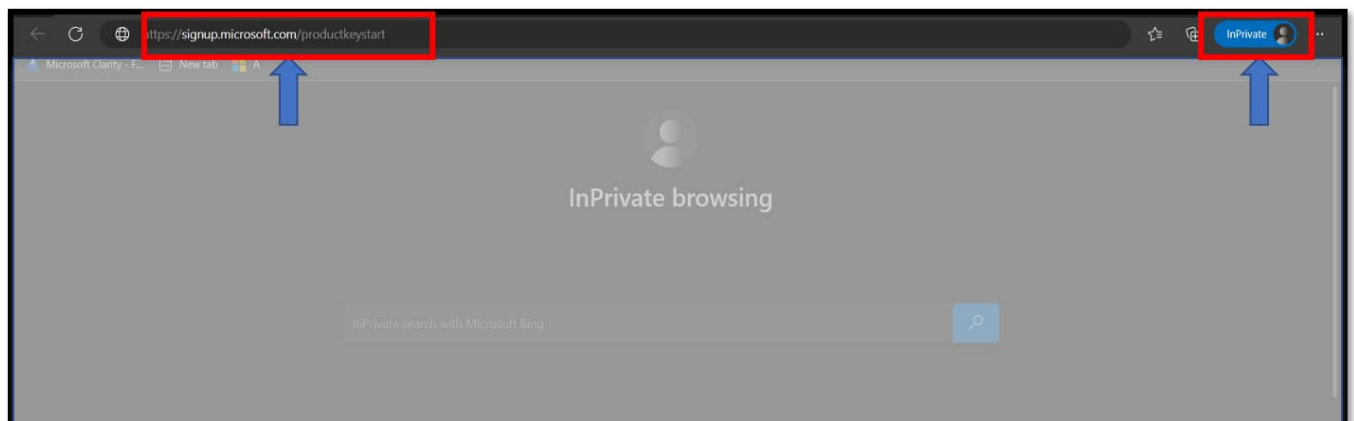 https://signup.microsoft.com/productkeystart
InPrivate
Microsoft Clarity - F... New tab A
InPrivate browsing
InPrivate search with Microsoft Bing